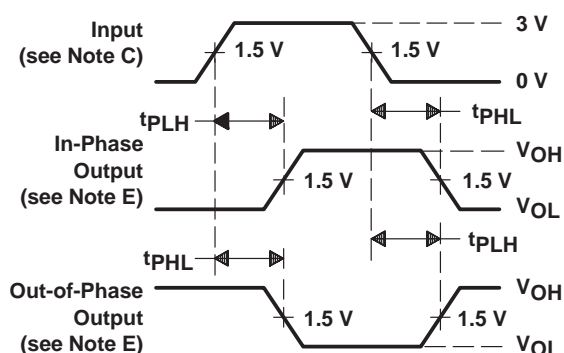 Input
(see Note C)
1.5 V
1.5 V
3 V
0 V
tPLH
tPHL
In-Phase
Output
(see Note E)
1.5 V
1.5 V
VOH
VOL
tPHL
tPLH
Out-of-Phase
Output
(see Note E)
1.5 V
1.5 V
VOH
VOL